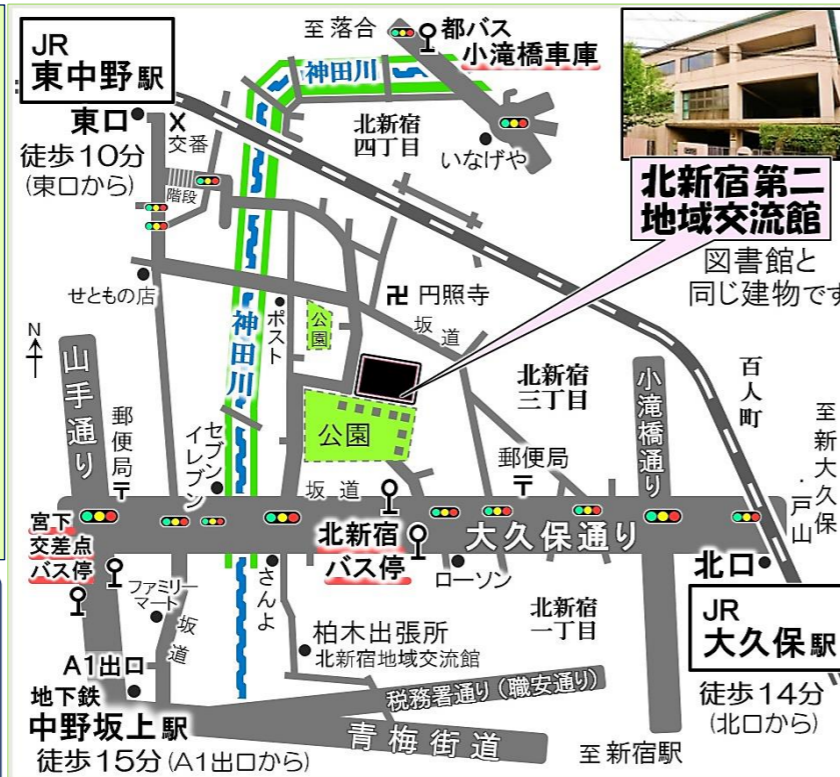 JR
東中野駅
東口
徒歩10分
(東口から)
交番
階段
至 落合
都バス
小滝橋車庫
神田川
北新宿
四丁目
いなげや
北新宿第二
地域交流館
図書館と
同じ建物です
せともの店
ポスト
公園
卍 円照寺
坂道
神田川
N
山手通り
郵便局
〒
セブン
イレブン
公園
坂道
北新宿
三丁目
郵便局
〒
小滝橋通り
百人町
至 新大久保
・戸山
宮下
交差点
バス停
北新宿
バス停
大久保通り
ローソン
北口
ファミリー
マート
坂道
さんよ
北新宿
一丁目
柏木出張所
北新宿地域交流館
JR
大久保駅
徒歩14分
(北口から)
A1出口
地下鉄
中野坂上駅
徒歩15分(A1出口から)
税務署通り(職安通り)
青梅街道
至 新宿駅